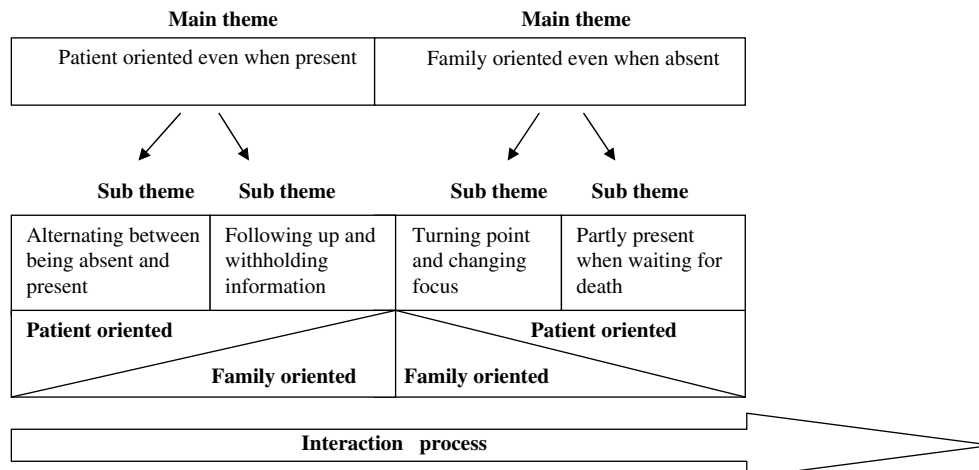 Main theme
Main theme
Patient oriented even when present
Family oriented even when absent
Sub theme
Sub theme
Sub theme
Sub theme
Alternating between
being absent and
present
Following up and
withholding
information
Turning point
and changing
focus
Partly present
when waiting for
death
Patient oriented
Family oriented
Patient oriented
Family oriented
Interaction process